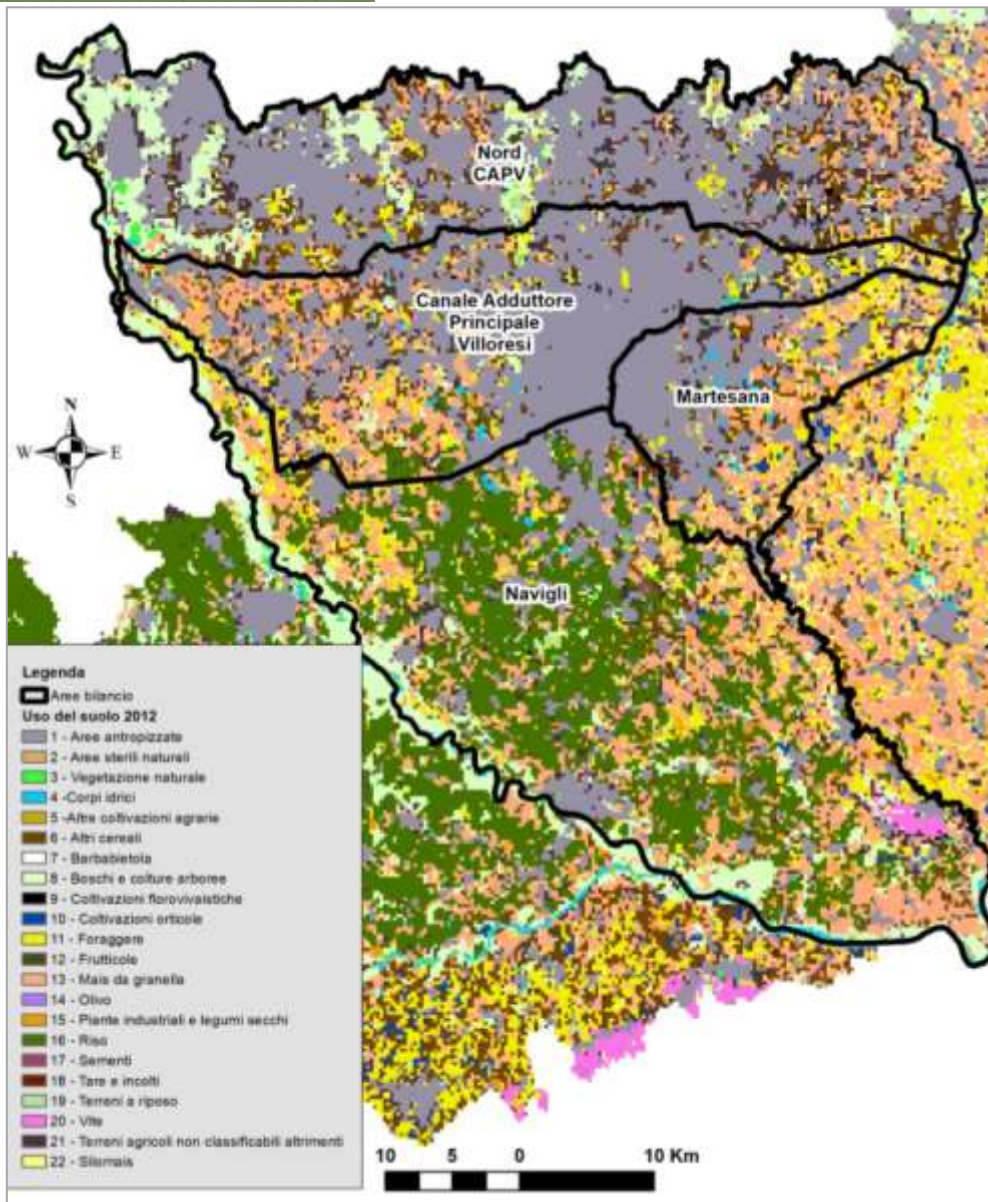 Nord
CAPV
Canale Adduttore
Principale
Villoresi
Martesana
N
W
E
S
Navigli
Legenda
Aree bilancio
Uso del suolo 2012
1 - Aree antropizzate
2 - Aree sterili naturali
3 - Vegetazione naturale
4 -Corpi idrici
5 -Altre coltivazioni agrarie
6 - Altri cereali
7 - Barbabietola
8 - Boschi e colture arboree
9 - Coltivazioni florovivaistiche
10 - Coltivazioni orticole
11 - Foraggere
12 - Frutticole
13 - Mais da granella
14 - Olivo
15 - Piante industriali e legumi secchi
16 - Riso
17 - Sementi
18 - Tare e incolti
19 - Terreni a riposo
20 - Vite
21 - Terreni agricoli non classificabili altrimenti
22 - Silomais
10 5 0 10 Km